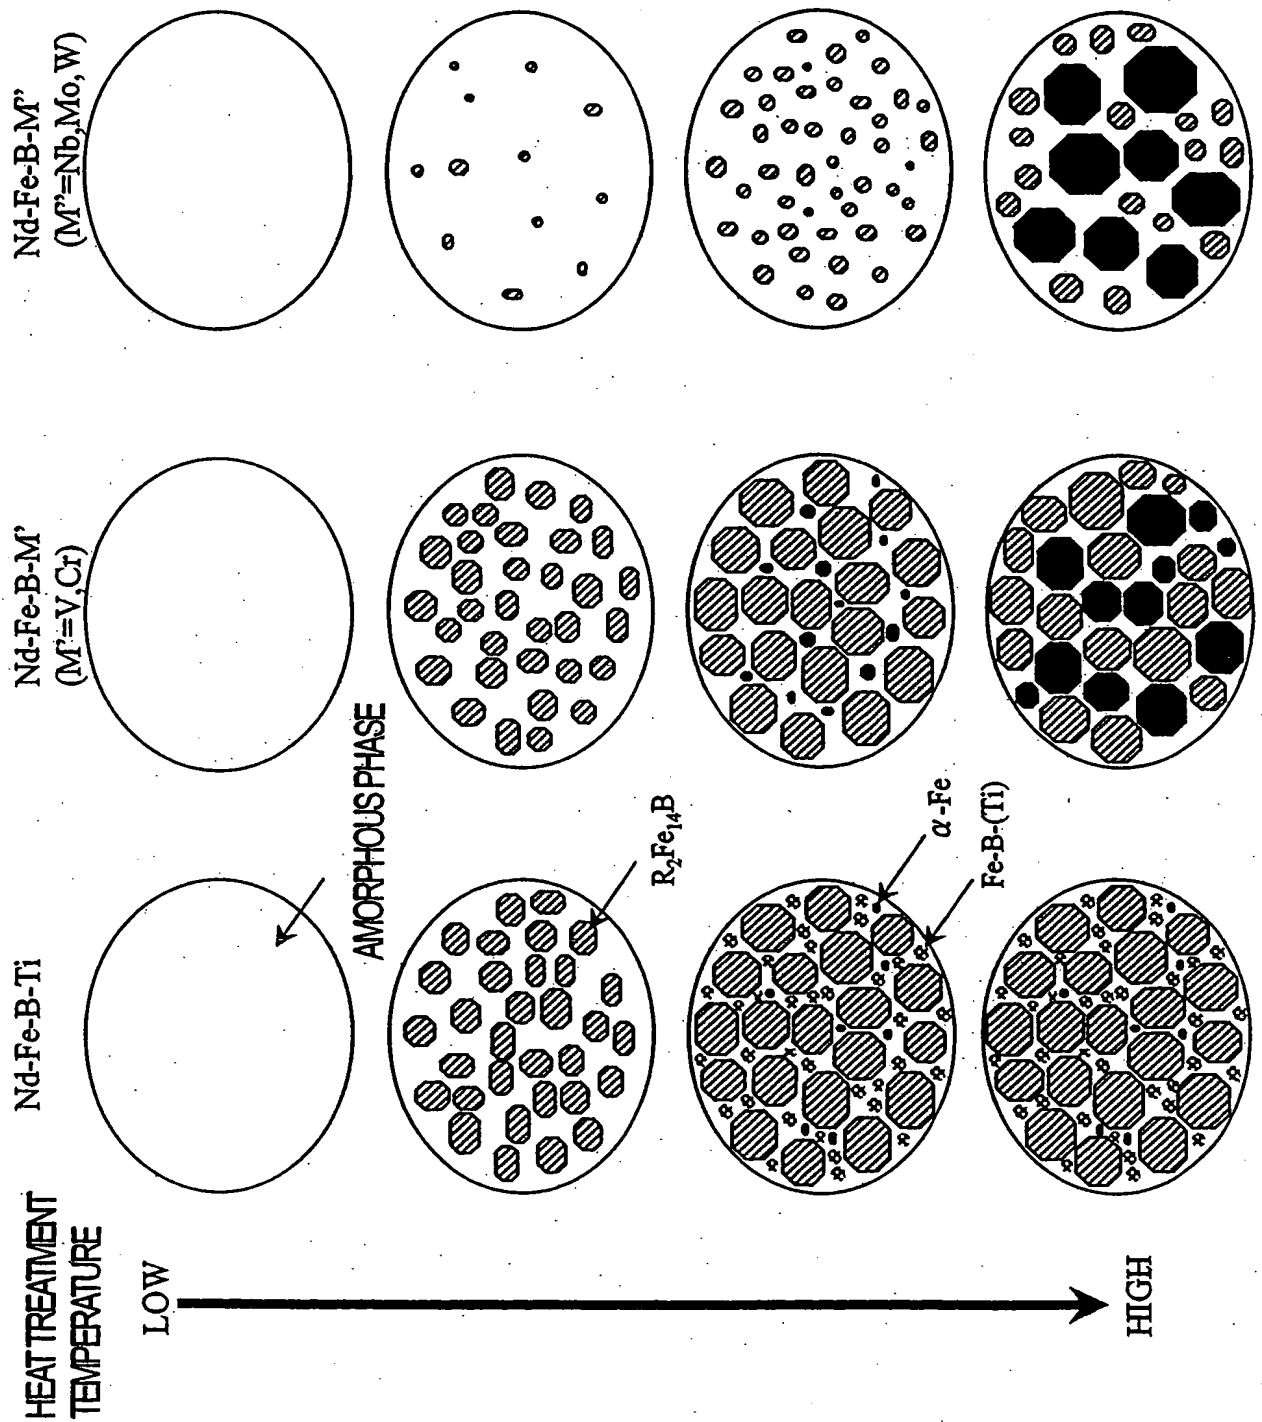 HEAT TREATMENT
TEMPERATURE
Nd-Fe-B-Ti
Nd-Fe-B-M'
(M'=V,Cr)
Nd-Fe-B-M"
(M"=Nb,Mo,W)
LOW
AMORPHOUS PHASE
R₂Fe₁₄B
α-Fe
Fe-B-(Ti)
HIGH